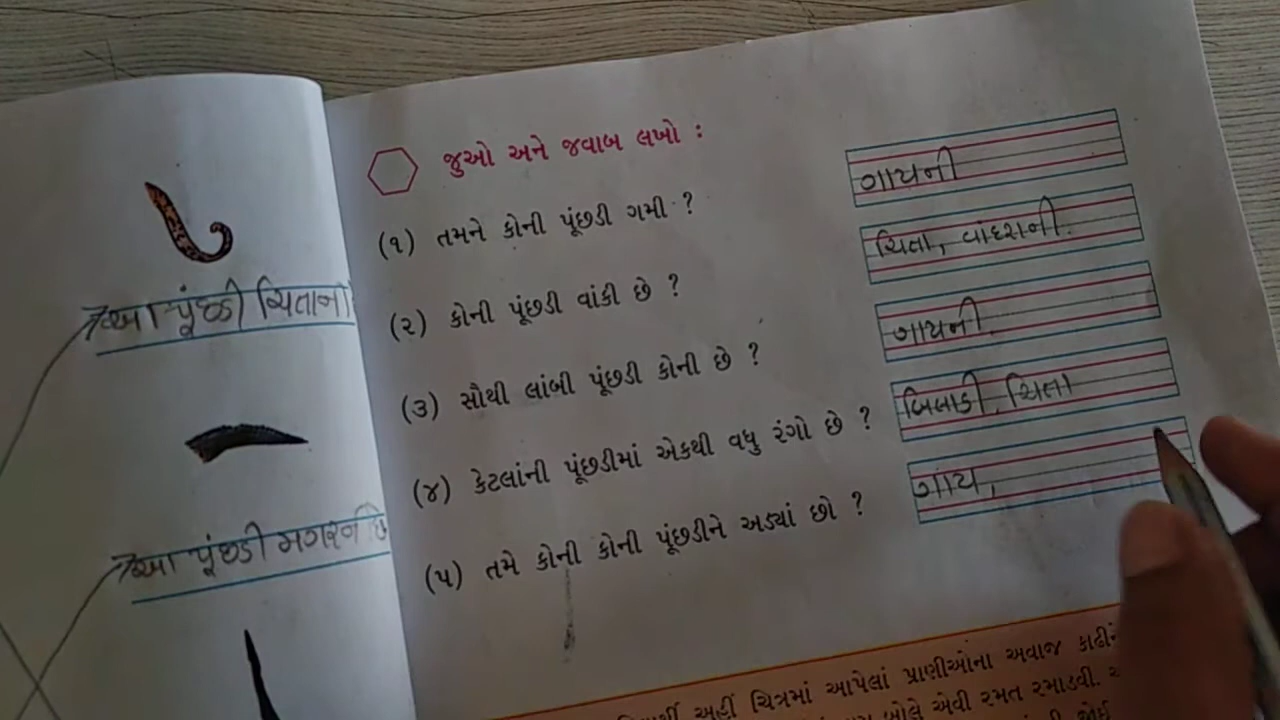 આ પૂંછડી ચિતાની
આ પૂંછડી મગરની છે
જુઓ અને જવાબ લખો :
(૧) તમને કોની પૂંછડી ગમી ? ગાયની
(૨) કોની પૂંછડી વાંકી છે ? ચિતા, વાંદરાની.
(૩) સૌથી લાંબી પૂંછડી કોની છે ? ગાયની.
(૪) કેટલાંની પૂંછડીમાં એકથી વધુ રંગો છે ? બિલાડી, ચિતા
(૫) તમે કોની કોની પૂંછડીને અડ્યાં છો ? ગાય,
અહીં ચિત્રમાં આપેલાં પ્રાણીઓના અવાજ કાઢીને
બોલે એવી રમત રમાડવી.
જોઈ